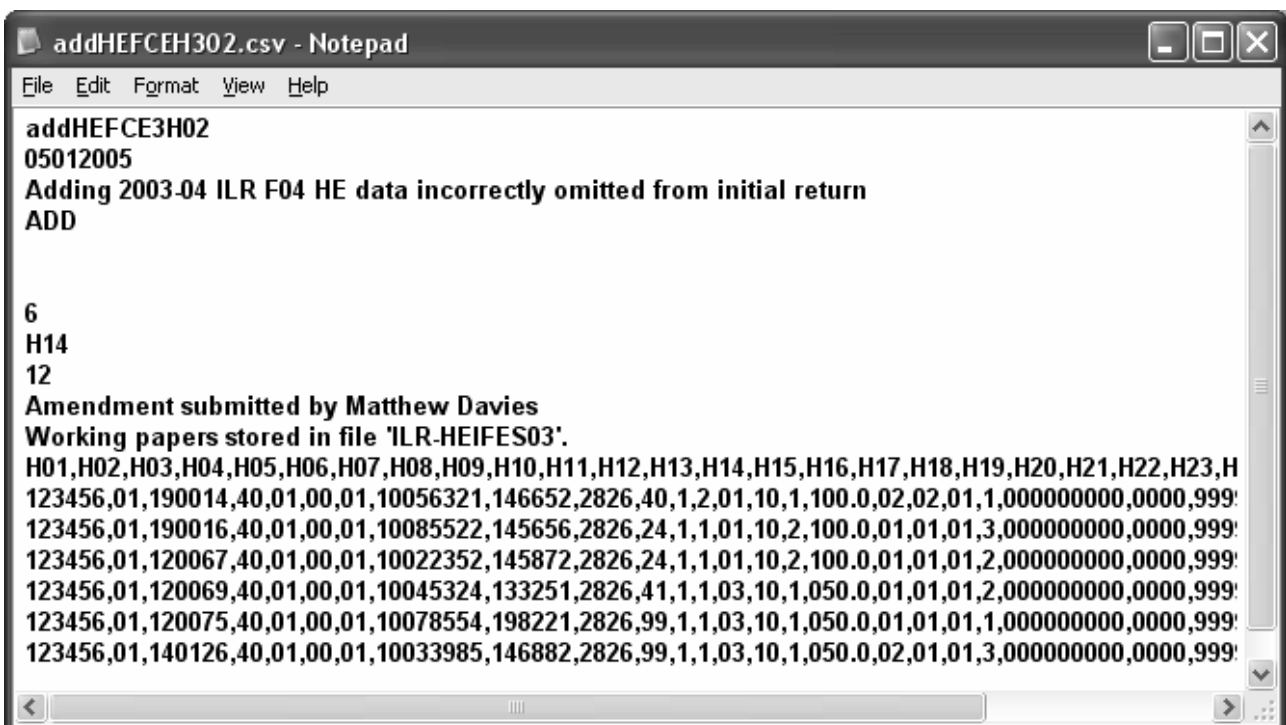 addHEFCEH302.csv - Notepad
File Edit Format View Help
addHEFCE3H02
05012005
Adding 2003-04 ILR F04 HE data incorrectly omitted from initial return
ADD
6
H14
12
Amendment submitted by Matthew Davies
Working papers stored in file 'ILR-HEIFES03'.
H01,H02,H03,H04,H05,H06,H07,H08,H09,H10,H11,H12,H13,H14,H15,H16,H17,H18,H19,H20,H21,H22,H23,H
123456,01,190014,40,01,00,01,10056321,146652,2826,40,1,2,01,10,1,100.0,02,02,01,1,000000000,0000,999
123456,01,190016,40,01,00,01,10085522,145656,2826,24,1,1,01,10,2,100.0,01,01,01,3,000000000,0000,999
123456,01,120067,40,01,00,01,10022352,145872,2826,24,1,1,01,10,2,100.0,01,01,01,2,000000000,0000,999
123456,01,120069,40,01,00,01,10045324,133251,2826,41,1,1,03,10,1,050.0,01,01,01,2,000000000,0000,999
123456,01,120075,40,01,00,01,10078554,198221,2826,99,1,1,03,10,1,050.0,01,01,01,1,000000000,0000,999
123456,01,140126,40,01,00,01,10033985,146882,2826,99,1,1,03,10,1,050.0,02,01,01,3,000000000,0000,999